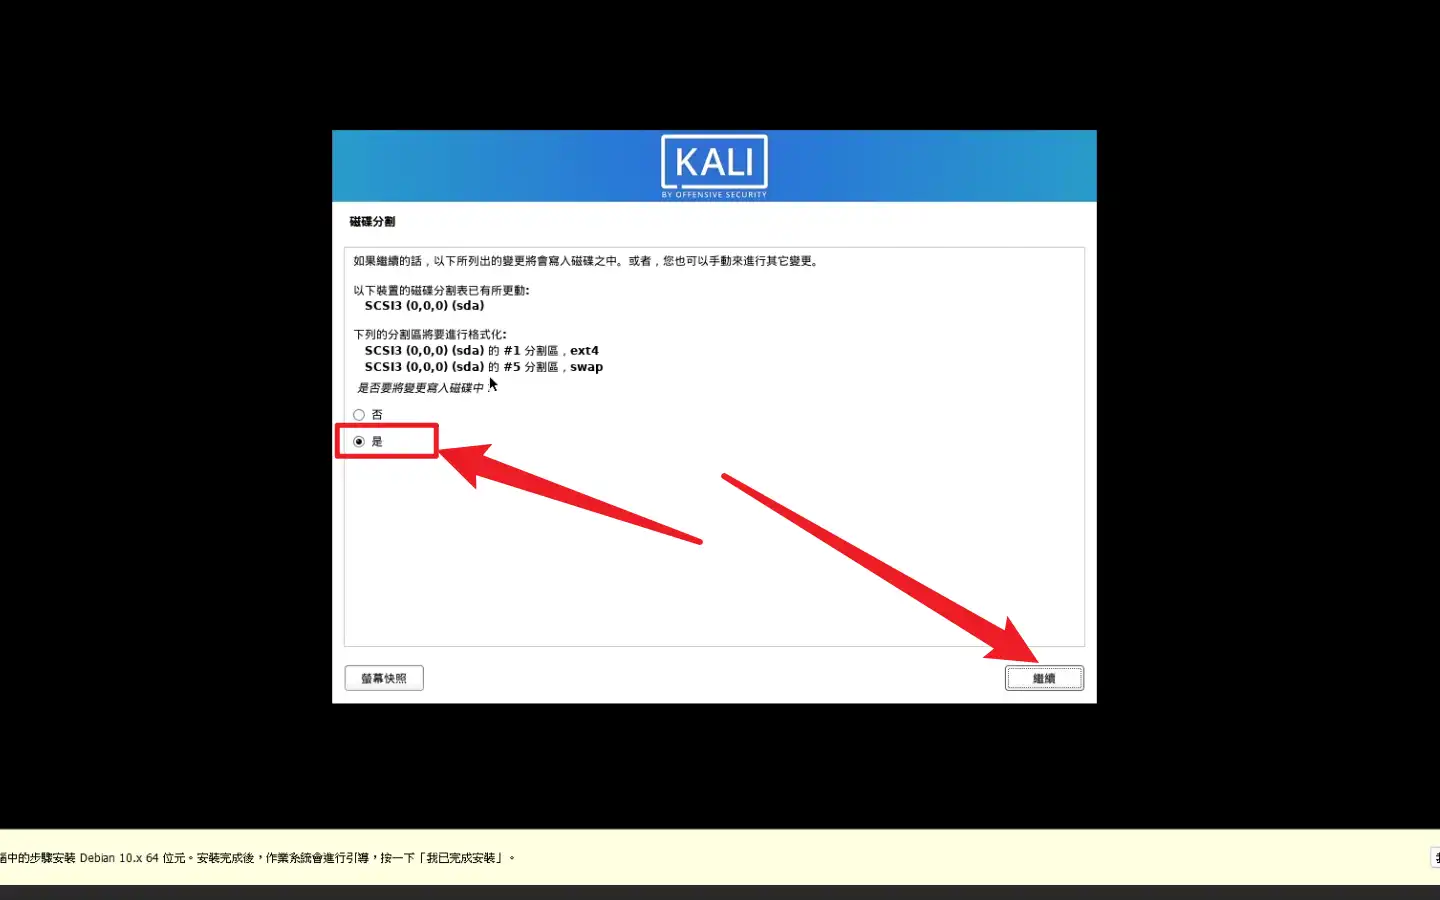 KALI
BY OFFENSIVE SECURITY
磁碟分割
如果繼續的話，以下所列出的變更將會寫入磁碟之中。或者，您也可以手動來進行其它變更。
以下裝置的磁碟分割表已有所更動:
SCSI3 (0,0,0) (sda)
下列的分割區將要進行格式化:
SCSI3 (0,0,0) (sda) 的 #1 分割區，ext4
SCSI3 (0,0,0) (sda) 的 #5 分割區，swap
是否要將變更寫入磁碟中
否
是
螢幕快照
繼續
中的步驟安裝 Debian 10.x 64 位元。安裝完成後，作業系統會進行引導，按一下「我已完成安裝」。